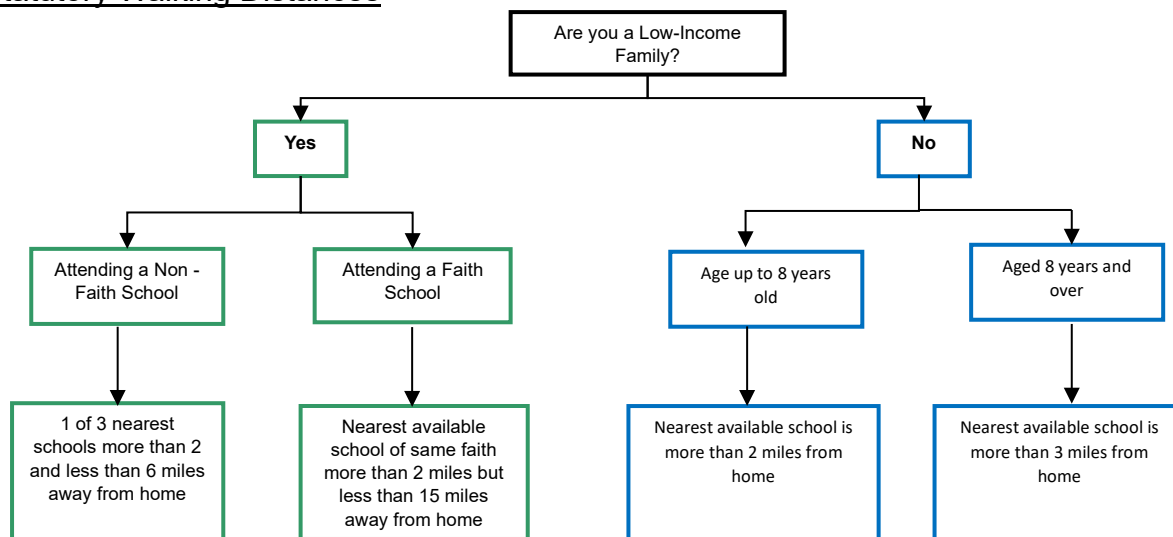 Statutory Walking Distances
Are you a Low-Income
Family?
Yes
No
Attending a Non -
Faith School
Attending a Faith
School
Age up to 8 years
old
Aged 8 years and
over
1 of 3 nearest
schools more than 2
and less than 6 miles
away from home
Nearest available
school of same faith
more than 2 miles but
less than 15 miles
away from home
Nearest available school is
more than 2 miles from
home
Nearest available school is
more than 3 miles from
home